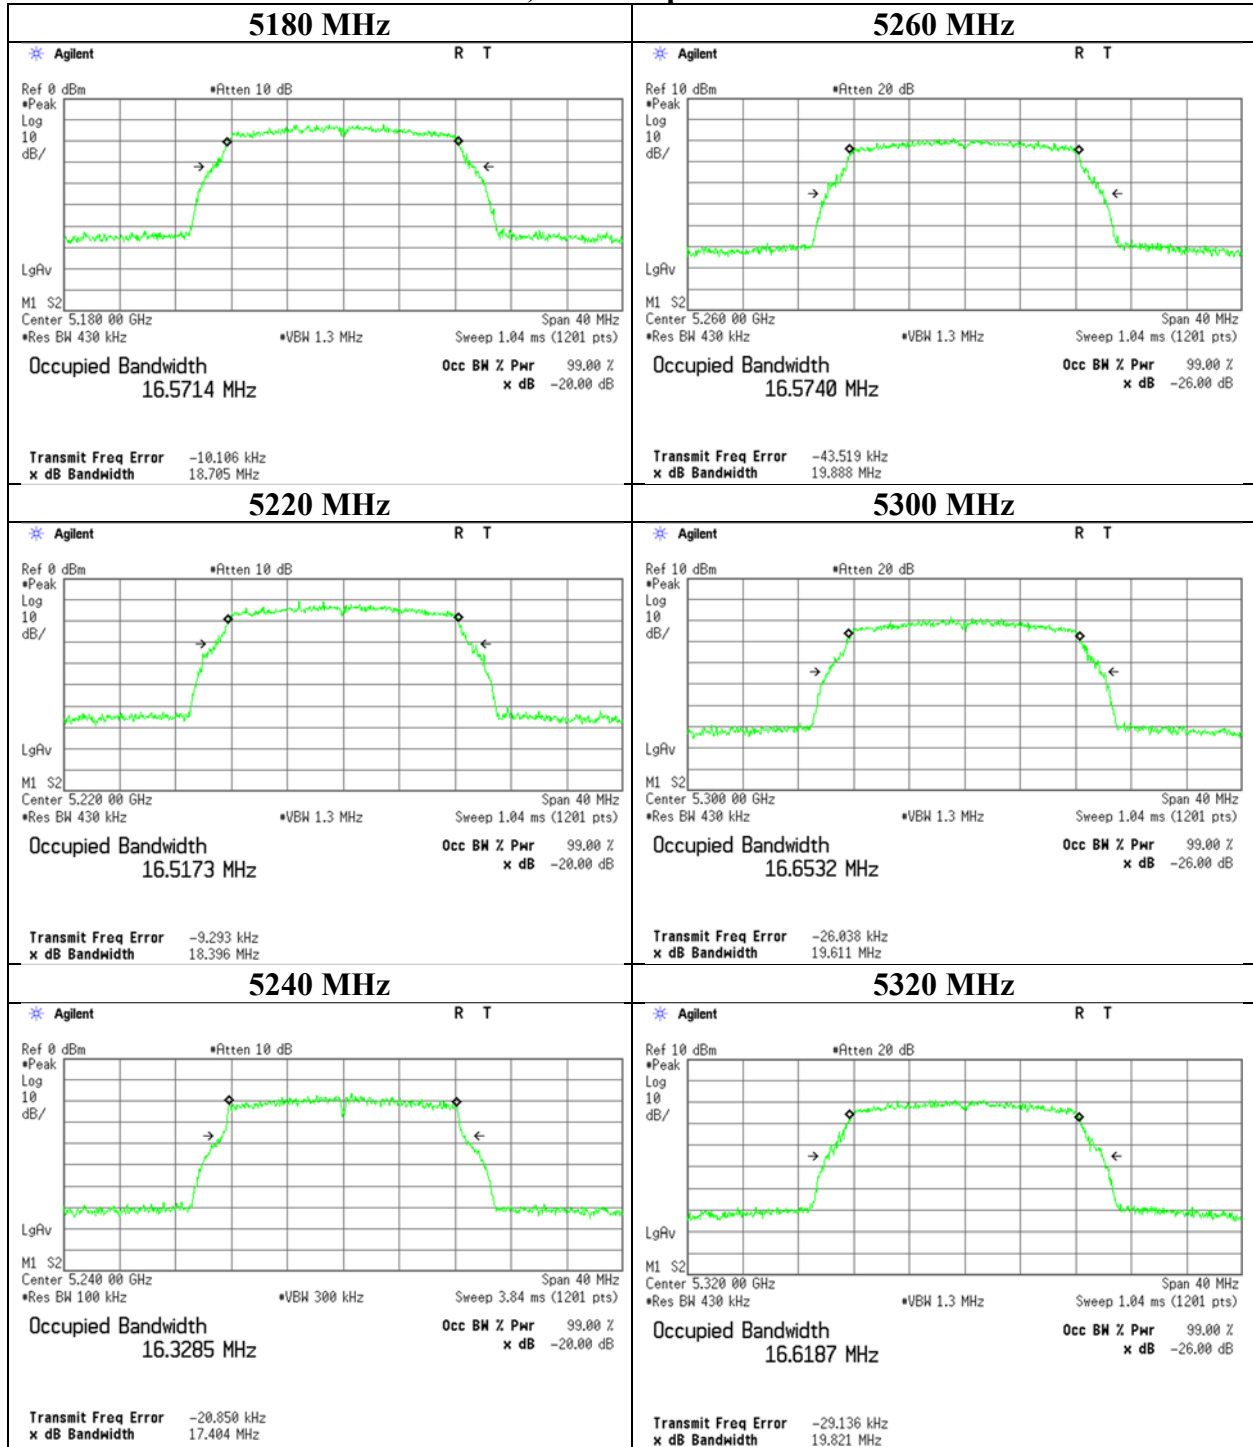 5180 MHz
Agilent R T
Ref 0 dBm #Atten 10 dB
#Peak
Log
10
dB/
LgAv
M1 S2
Center 5.180 00 GHz Span 40 MHz
#Res BW 430 kHz #VBW 1.3 MHz Sweep 1.04 ms (1201 pts)
Occupied Bandwidth Occ BW % Pwr 99.00 %
16.5714 MHz x dB -20.00 dB
Transmit Freq Error -10.106 kHz
x dB Bandwidth 18.705 MHz
5260 MHz
Agilent R T
Ref 10 dBm #Atten 20 dB
#Peak
Log
10
dB/
LgAv
M1 S2
Center 5.260 00 GHz Span 40 MHz
#Res BW 430 kHz #VBW 1.3 MHz Sweep 1.04 ms (1201 pts)
Occupied Bandwidth Occ BW % Pwr 99.00 %
16.5740 MHz x dB -26.00 dB
Transmit Freq Error -43.519 kHz
x dB Bandwidth 19.888 MHz
5220 MHz
Agilent R T
Ref 0 dBm #Atten 10 dB
#Peak
Log
10
dB/
LgAv
M1 S2
Center 5.220 00 GHz Span 40 MHz
#Res BW 430 kHz #VBW 1.3 MHz Sweep 1.04 ms (1201 pts)
Occupied Bandwidth Occ BW % Pwr 99.00 %
16.5173 MHz x dB -20.00 dB
Transmit Freq Error -9.293 kHz
x dB Bandwidth 18.396 MHz
5300 MHz
Agilent R T
Ref 10 dBm #Atten 20 dB
#Peak
Log
10
dB/
LgAv
M1 S2
Center 5.300 00 GHz Span 40 MHz
#Res BW 430 kHz #VBW 1.3 MHz Sweep 1.04 ms (1201 pts)
Occupied Bandwidth Occ BW % Pwr 99.00 %
16.6532 MHz x dB -26.00 dB
Transmit Freq Error -26.038 kHz
x dB Bandwidth 19.611 MHz
5240 MHz
Agilent R T
Ref 0 dBm #Atten 10 dB
#Peak
Log
10
dB/
LgAv
M1 S2
Center 5.240 00 GHz Span 40 MHz
#Res BW 100 kHz #VBW 300 kHz Sweep 3.84 ms (1201 pts)
Occupied Bandwidth Occ BW % Pwr 99.00 %
16.3285 MHz x dB -20.00 dB
Transmit Freq Error -20.850 kHz
x dB Bandwidth 17.404 MHz
5320 MHz
Agilent R T
Ref 10 dBm #Atten 20 dB
#Peak
Log
10
dB/
LgAv
M1 S2
Center 5.320 00 GHz Span 40 MHz
#Res BW 430 kHz #VBW 1.3 MHz Sweep 1.04 ms (1201 pts)
Occupied Bandwidth Occ BW % Pwr 99.00 %
16.6187 MHz x dB -26.00 dB
Transmit Freq Error -29.136 kHz
x dB Bandwidth 19.821 MHz